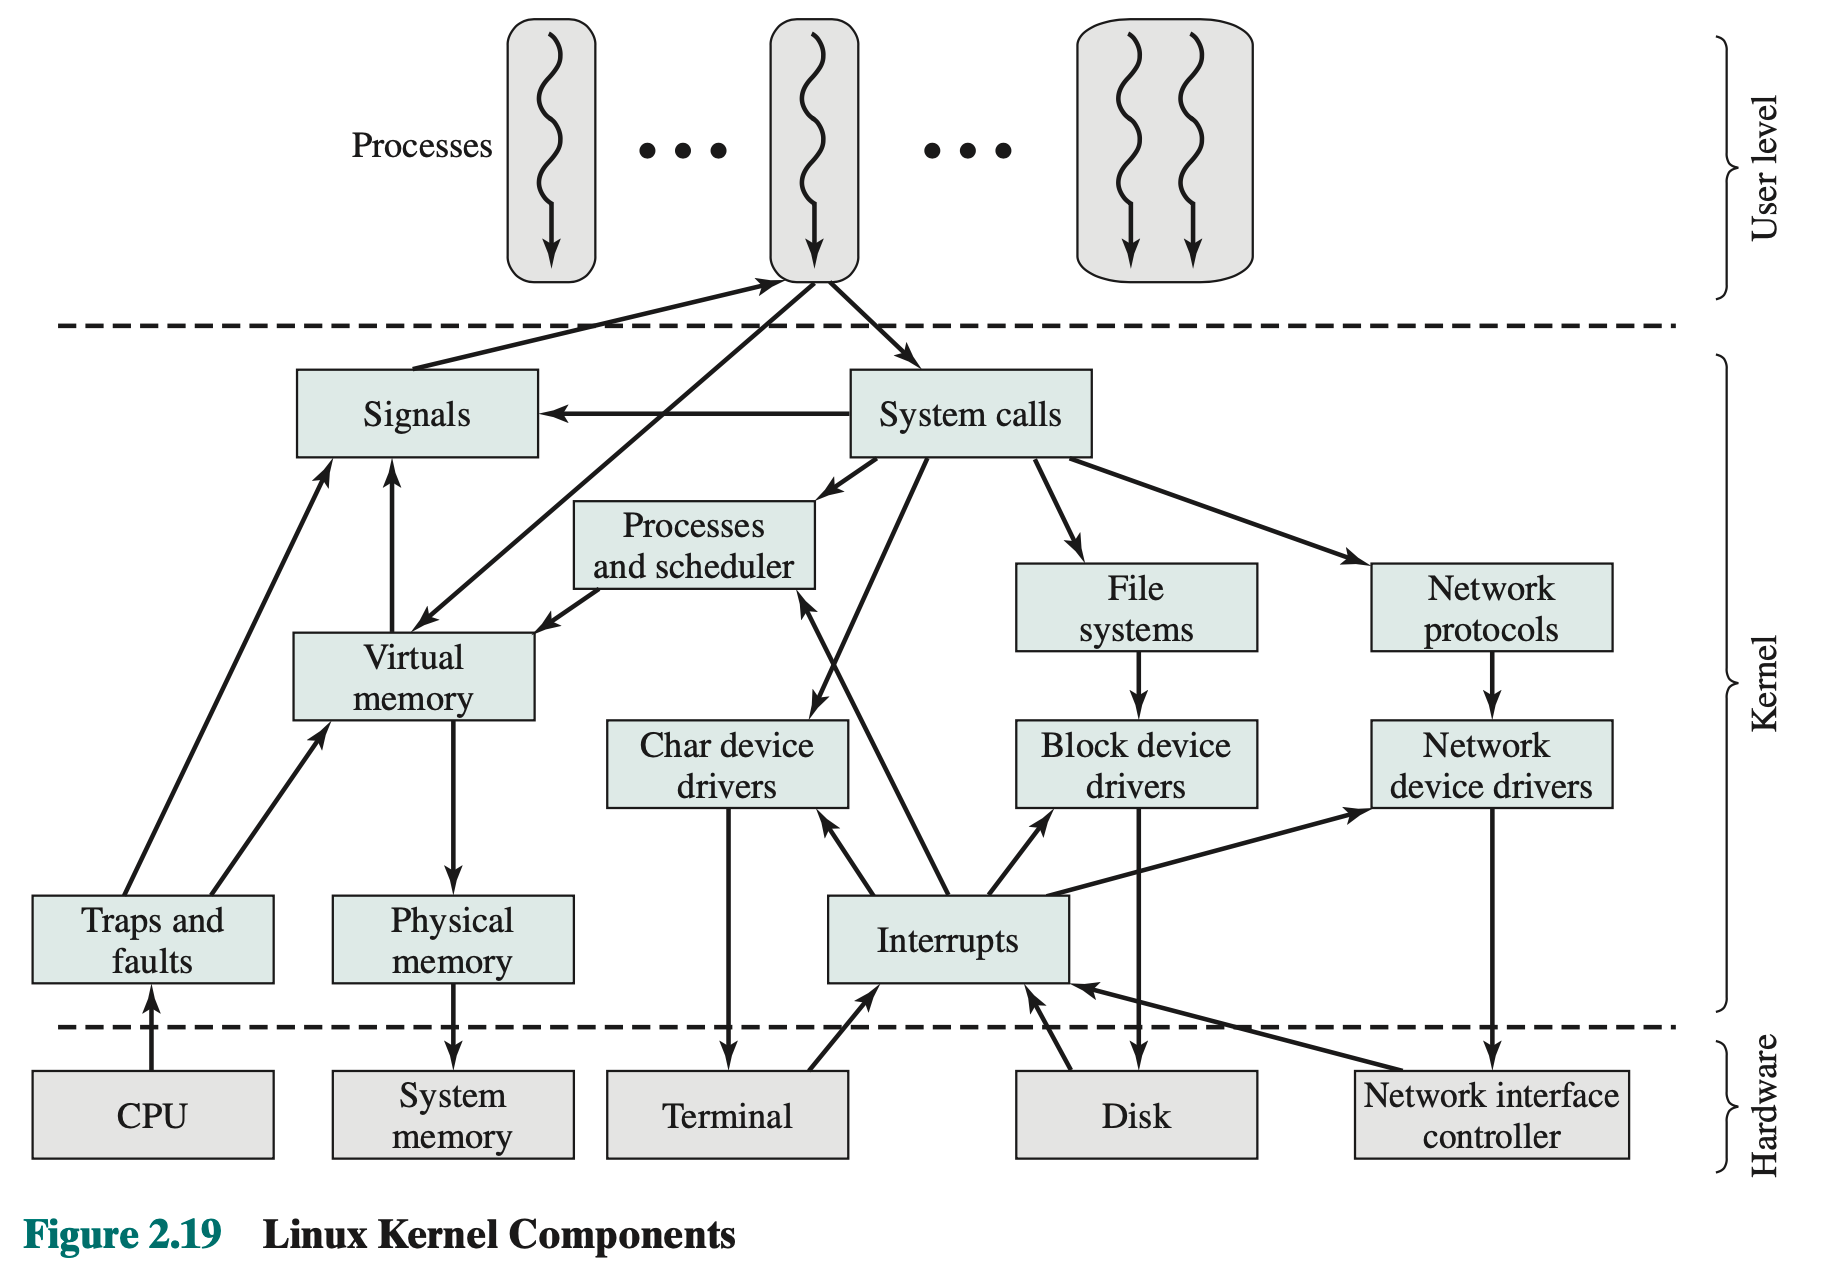 Processes
User level
Signals
System calls
Processes
and scheduler
File
systems
Network
protocols
Virtual
memory
Kernel
Char device
drivers
Block device
drivers
Network
device drivers
Traps and
faults
Physical
memory
Interrupts
CPU
System
memory
Terminal
Disk
Network interface
controller
Hardware
Figure 2.19 Linux Kernel Components